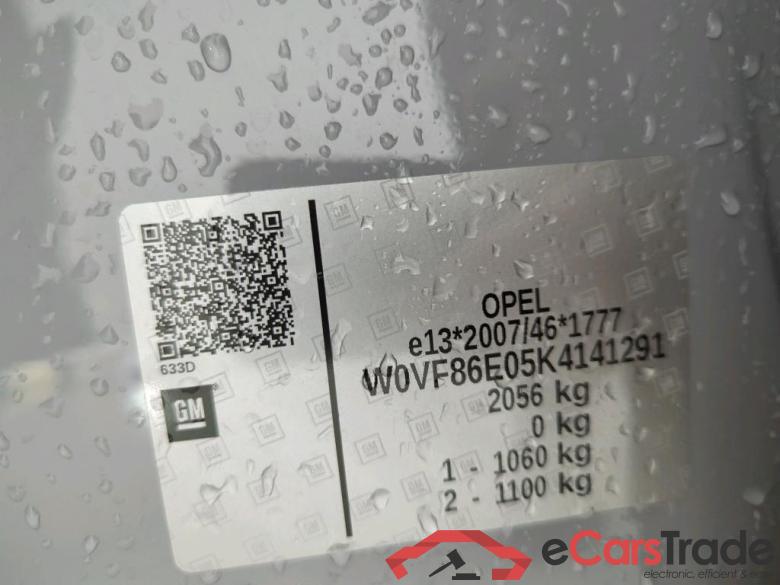 633D
GM
OPEL
e13*2007/46*1777
W0VF86E05K4141291
2056 kg
0 kg
1 - 1060 kg
2 - 1100 kg
eCarsTrade
electronic, efficient & e